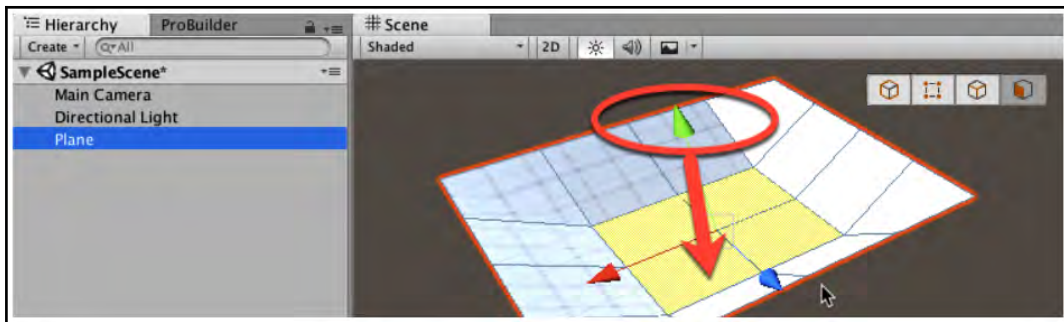 Hierarchy ProBuilder
Create All
SampleScene*
Main Camera
Directional Light
Plane
# Scene
Shaded 2D